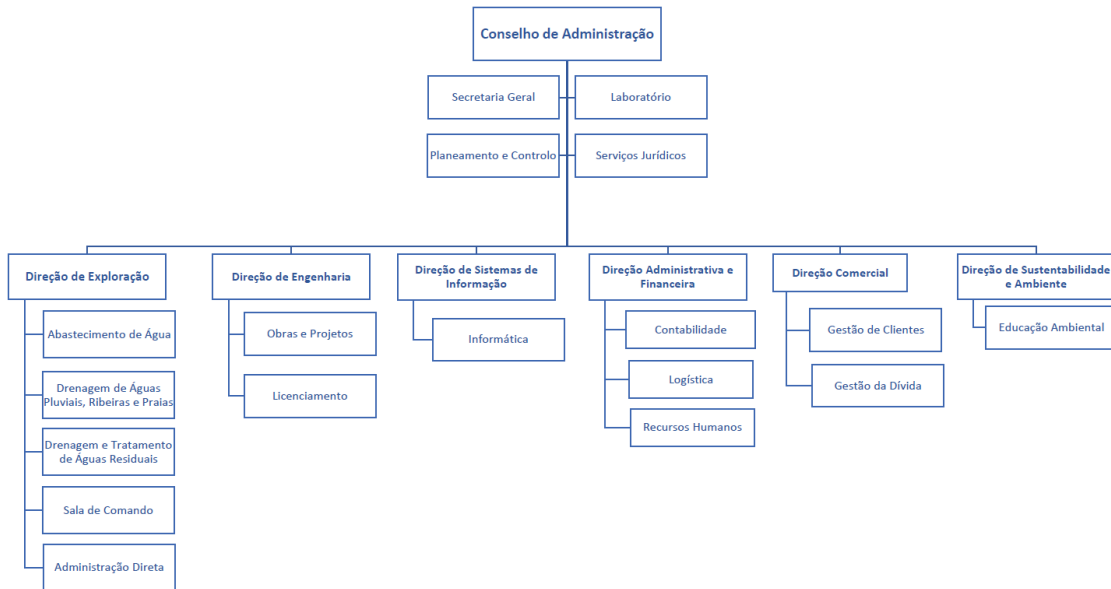 Conselho de Administração
Secretaria Geral
Laboratório
Planeamento e Controlo
Serviços Jurídicos
Direção de Exploração
Abastecimento de Água
Drenagem de Águas
Pluviais, Ribeiras e Praias
Drenagem e Tratamento
de Águas Residuais
Sala de Comando
Administração Direta
Direção de Engenharia
Obras e Projetos
Licenciamento
Direção de Sistemas de
Informação
Informática
Direção Administrativa e
Financeira
Contabilidade
Logística
Recursos Humanos
Direção Comercial
Gestão de Clientes
Gestão da Dívida
Direção de Sustentabilidade
e Ambiente
Educação Ambiental